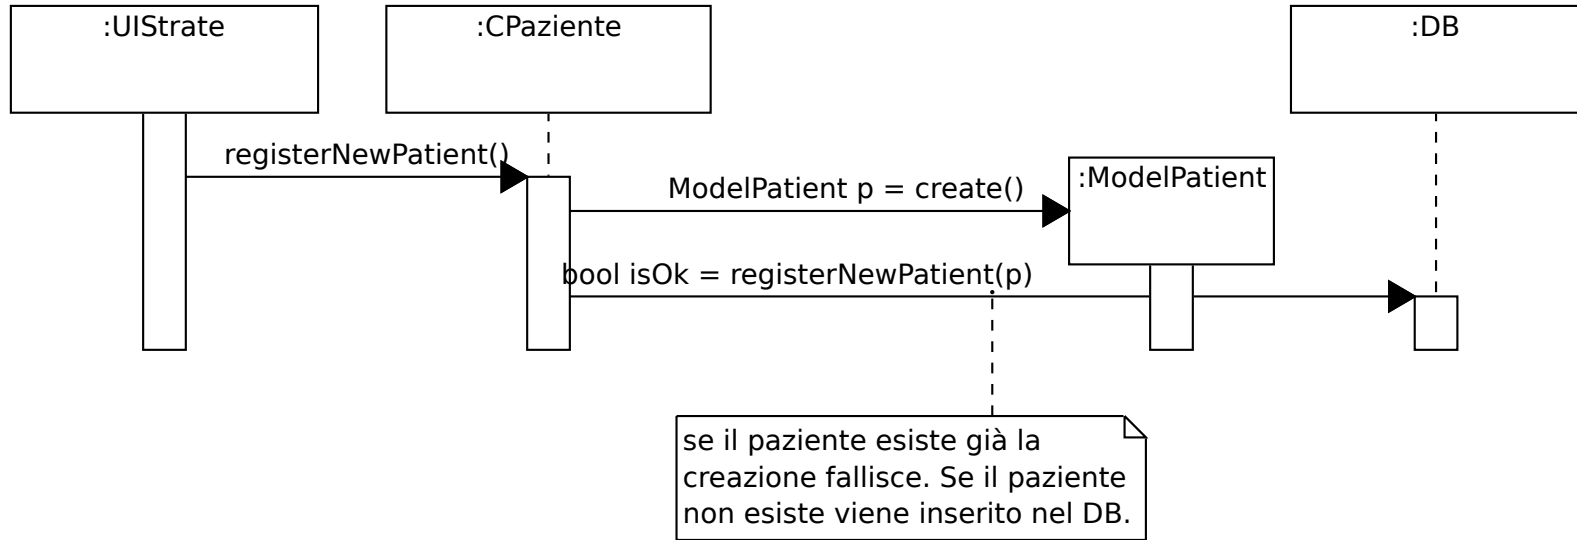 :UIStrate
:CPaziente
:DB
registerNewPatient()
ModelPatient p = create()
:ModelPatient
bool isOk = registerNewPatient(p)
se il paziente esiste già la
creazione fallisce. Se il paziente
non esiste viene inserito nel DB.